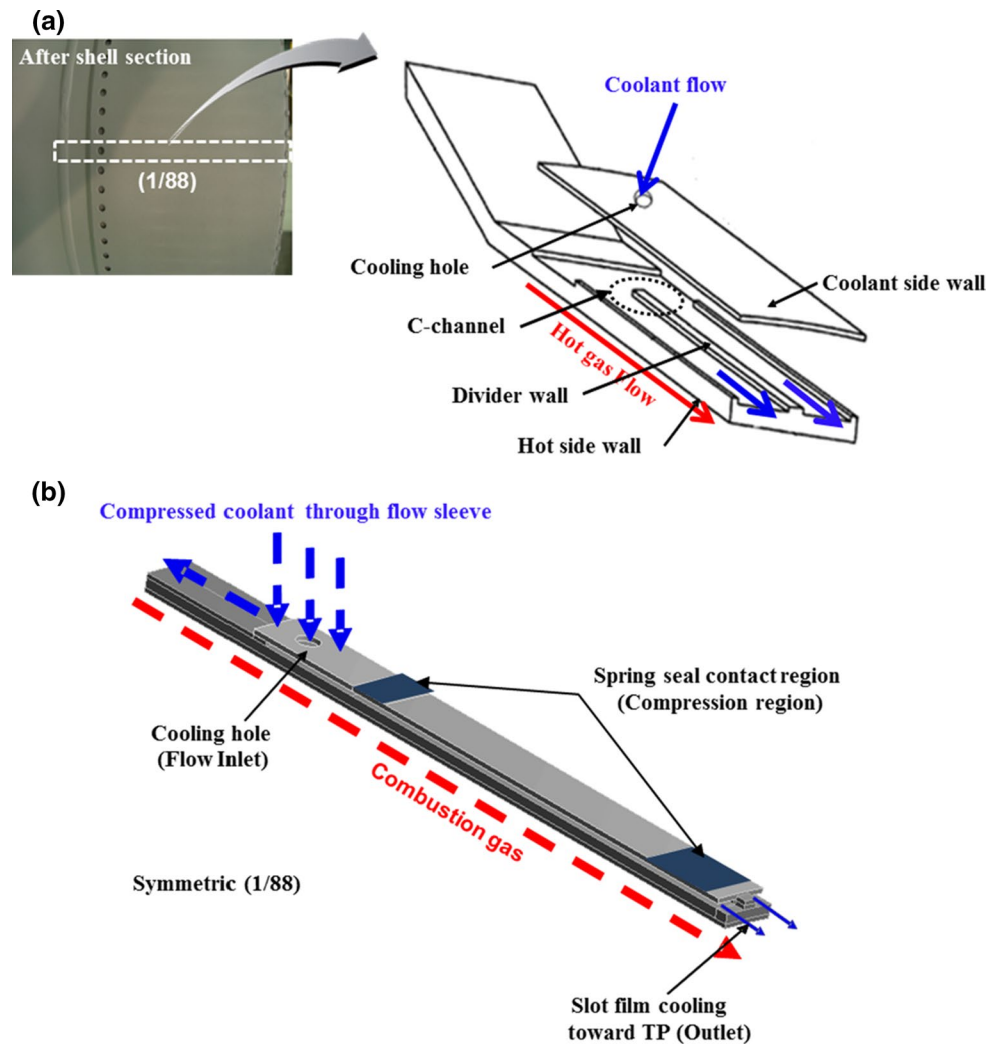 (a)
After shell section
(1/88)
Coolant flow
Cooling hole
Coolant side wall
C-channel
Hot gas Flow
Divider wall
Hot side wall
(b)
Compressed coolant through flow sleeve
Spring seal contact region
(Compression region)
Cooling hole
(Flow Inlet)
Combustion gas
Symmetric (1/88)
Slot film cooling
toward TP (Outlet)